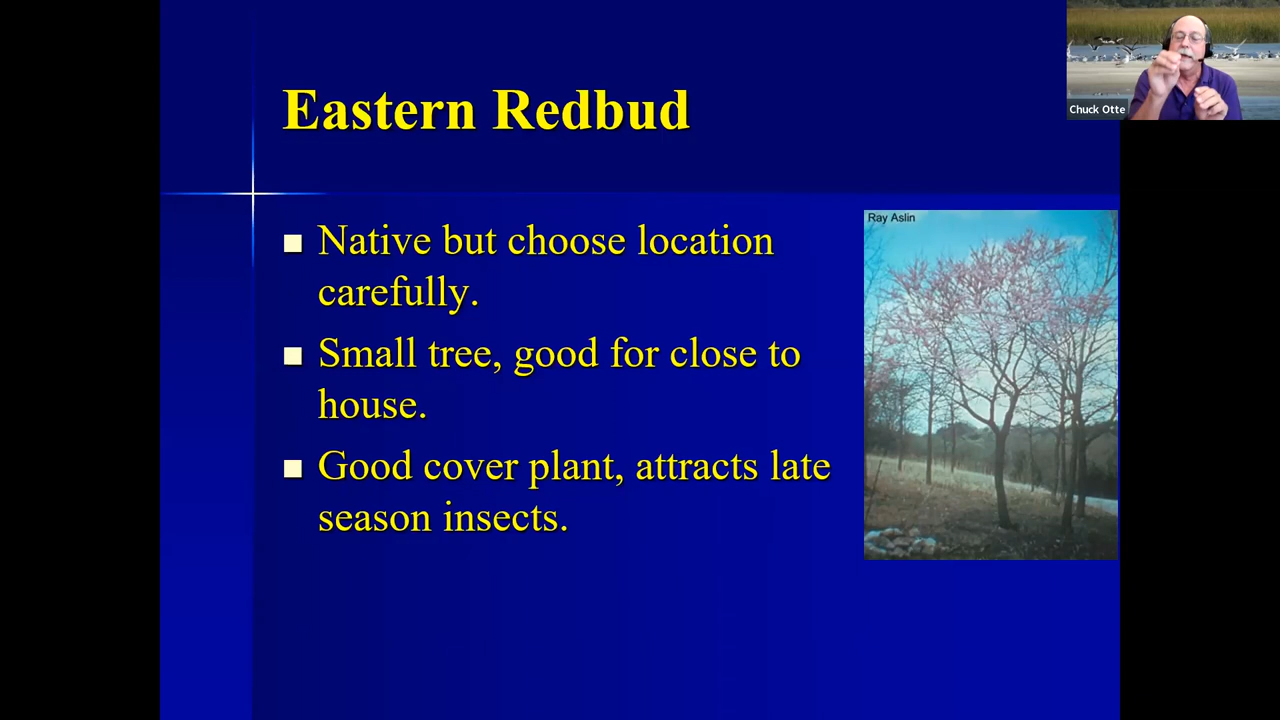 Eastern Redbud
Chuck Otte
Ray Aslin
Native but choose location
carefully.
Small tree, good for close to
house.
Good cover plant, attracts late
season insects.